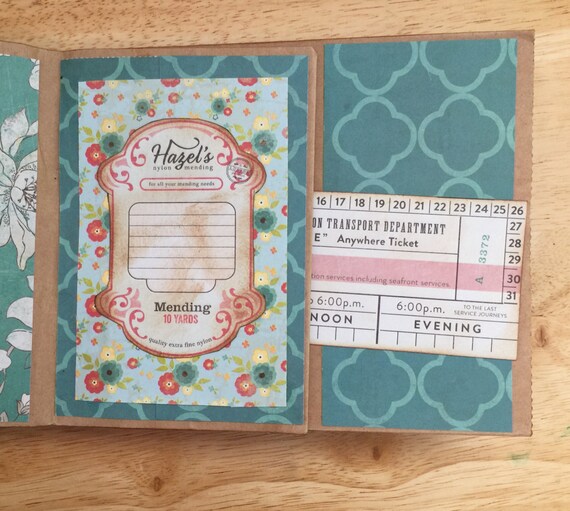 Hazel's
nylon mending
for all your mending needs
Mending
10 YARDS
quality extra fine nylon
16 17 18 19 20 21 22 23 24 25 26
27
28
29
30
31
ON TRANSPORT DEPARTMENT
E" Anywhere Ticket
tion services including seafront services
A 3372
6:00p.m.
NOON
6:00p.m.
EVENING
TO THE LAST
SERVICE JOURNEYS